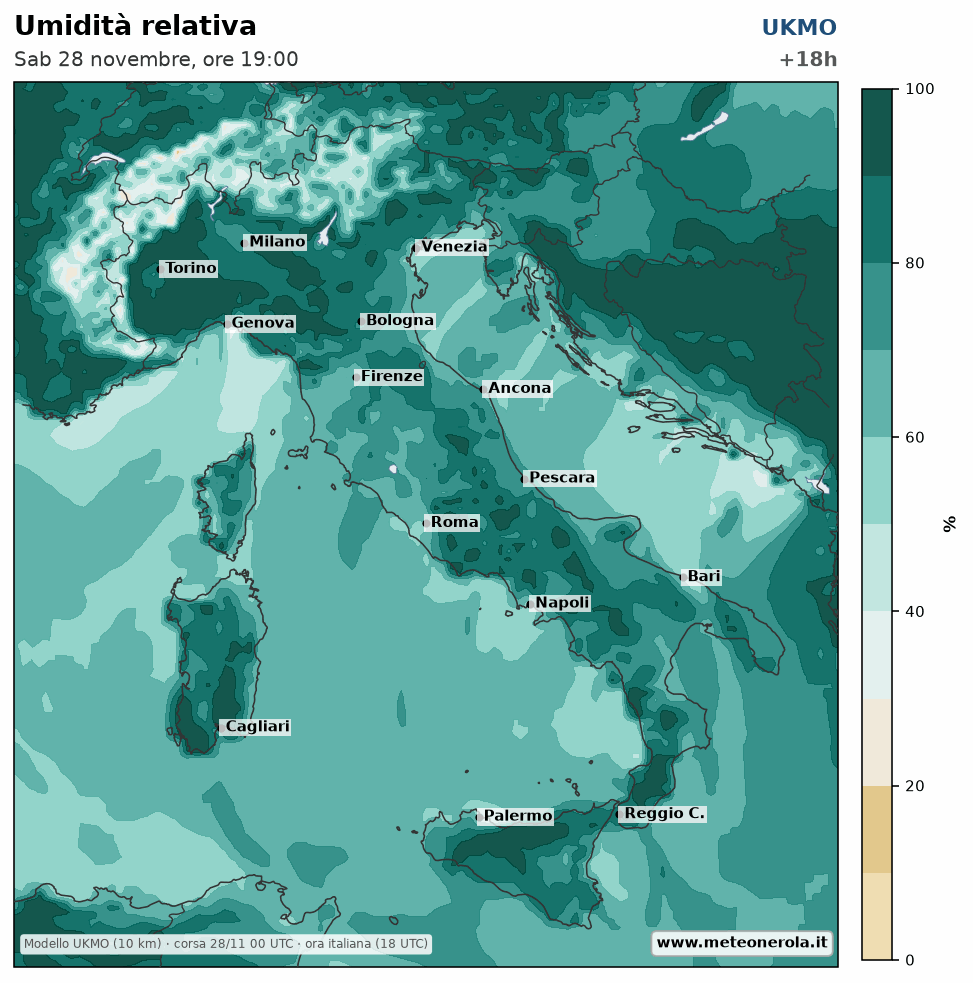 Umidità relativa
UKMO
Sab 28 novembre, ore 19:00
+18h
100
80
60
40
20
0
%
Milano
Venezia
Torino
Genova
Bologna
Firenze
Ancona
Pescara
Roma
Bari
Napoli
Cagliari
Palermo
Reggio C.
Modello UKMO (10 km) · corsa 28/11 00 UTC · ora italiana (18 UTC)
www.meteonerola.it